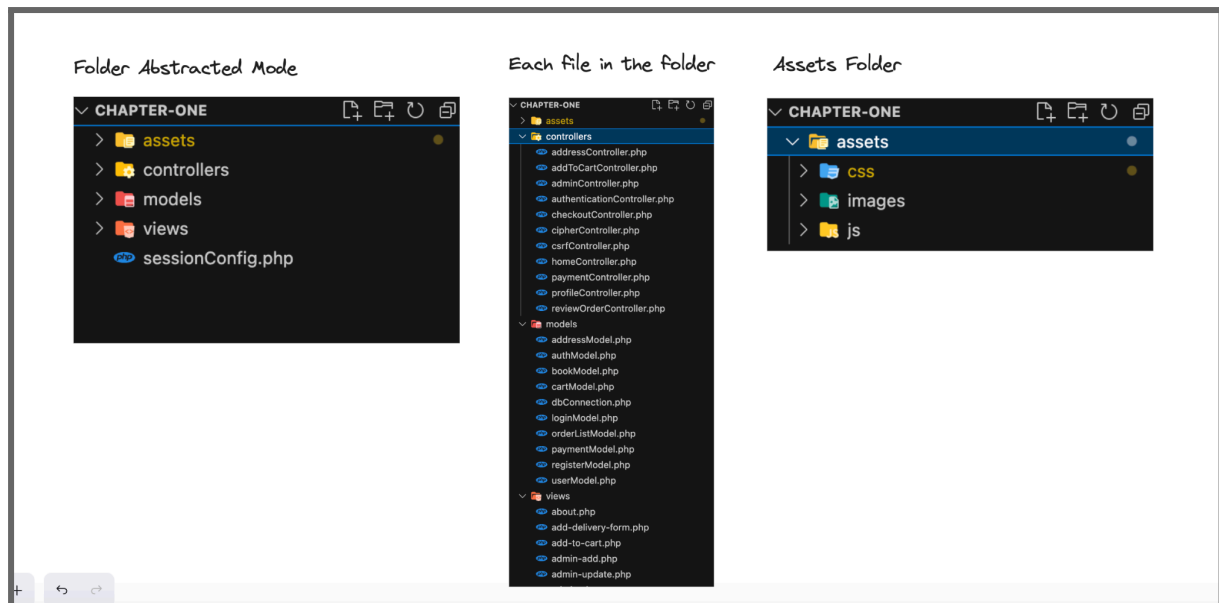 Folder Abstracted Mode
CHAPTER-ONE
assets
controllers
models
views
sessionConfig.php
Each file in the folder
CHAPTER-ONE
assets
controllers
addressController.php
addToCartController.php
adminController.php
authenticationController.php
checkoutController.php
cipherController.php
csrfController.php
homeController.php
paymentController.php
profileController.php
reviewOrderController.php
models
addressModel.php
authModel.php
bookModel.php
cartModel.php
dbConnection.php
loginModel.php
orderListModel.php
paymentModel.php
registerModel.php
userModel.php
views
about.php
add-delivery-form.php
add-to-cart.php
admin-add.php
admin-update.php
Assets Folder
CHAPTER-ONE
assets
css
images
js